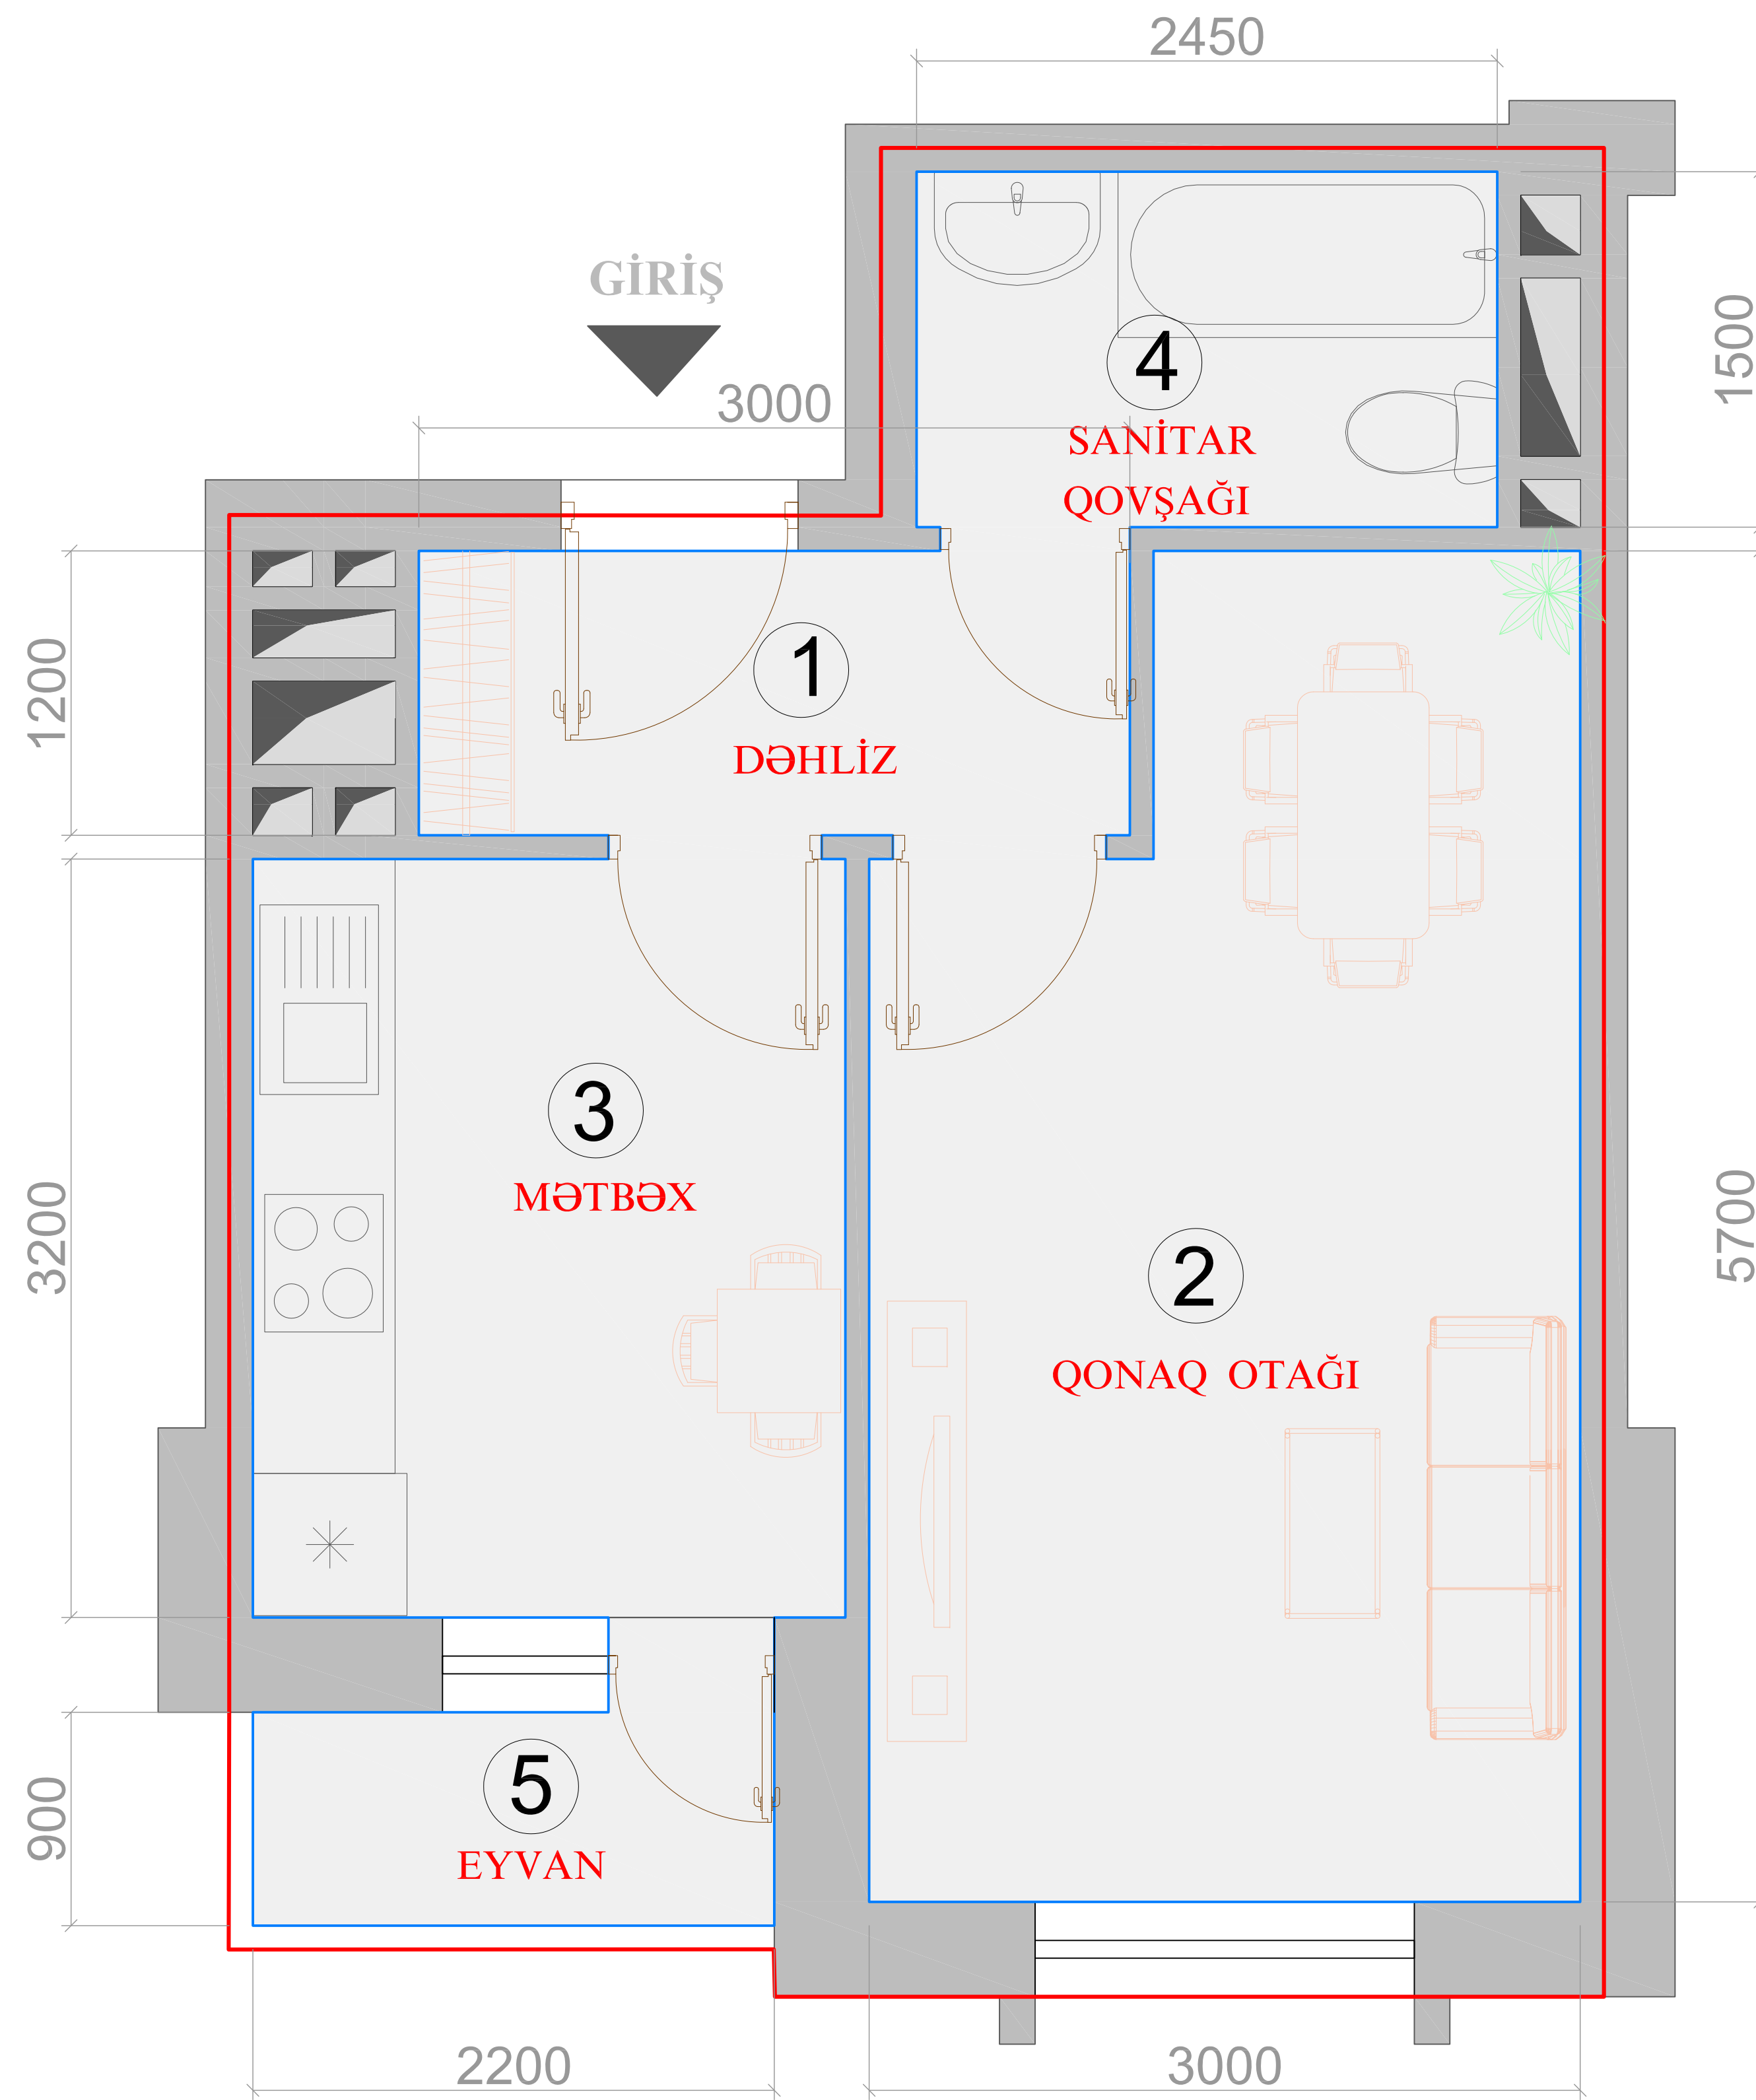 2450
GİRİŞ
3000
1500
4
SANİTAR
QOVŞAĞI
1200
1
DƏHLİZ
3
MƏTBƏX
3200
5700
2
QONAQ OTAĞI
5
EYVAN
900
2200
3000